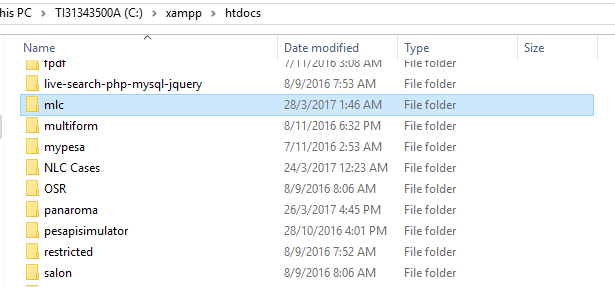 his PC > TI31343500A (C:) > xampp > htdocs
Name Date modified Type Size
fpdf 7/11/2016 3:08 AM File folder
live-search-php-mysql-jquery 8/9/2016 7:53 AM File folder
mlc 28/3/2017 1:46 AM File folder
multiform 8/11/2016 6:32 PM File folder
mypesa 7/11/2016 2:53 AM File folder
NLC Cases 24/3/2017 12:23 AM File folder
OSR 8/9/2016 8:06 AM File folder
panaroma 26/3/2017 4:45 PM File folder
pesapisimulator 28/10/2016 4:01 PM File folder
restricted 8/9/2016 7:52 AM File folder
salon 8/9/2016 8:06 AM File folder